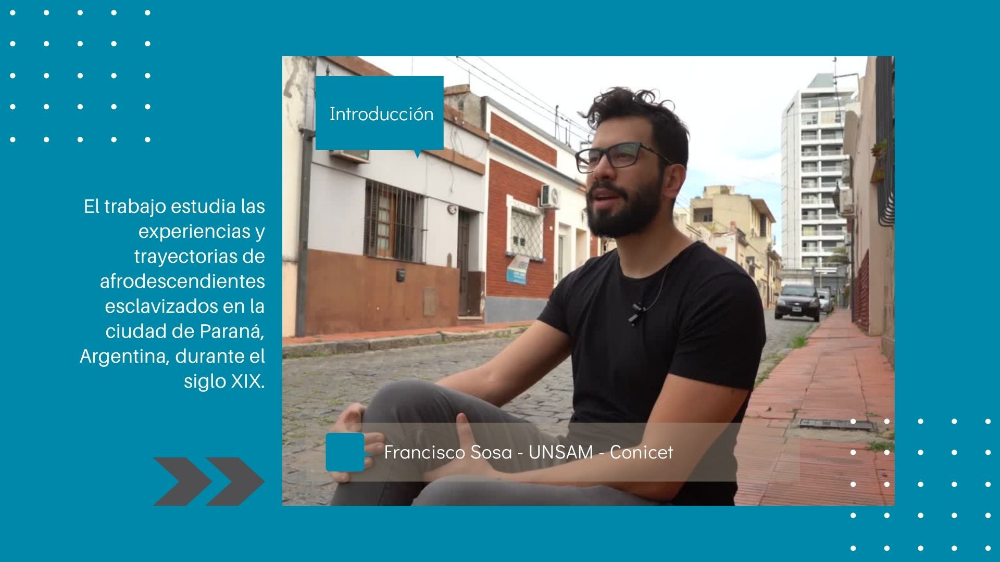 Introducción
El trabajo estudia las
experiencias y
trayectorias de
afrodescendientes
esclavizados en la
ciudad de Paraná,
Argentina, durante el
siglo XIX.
Francisco Sosa - UNSAM - Conicet